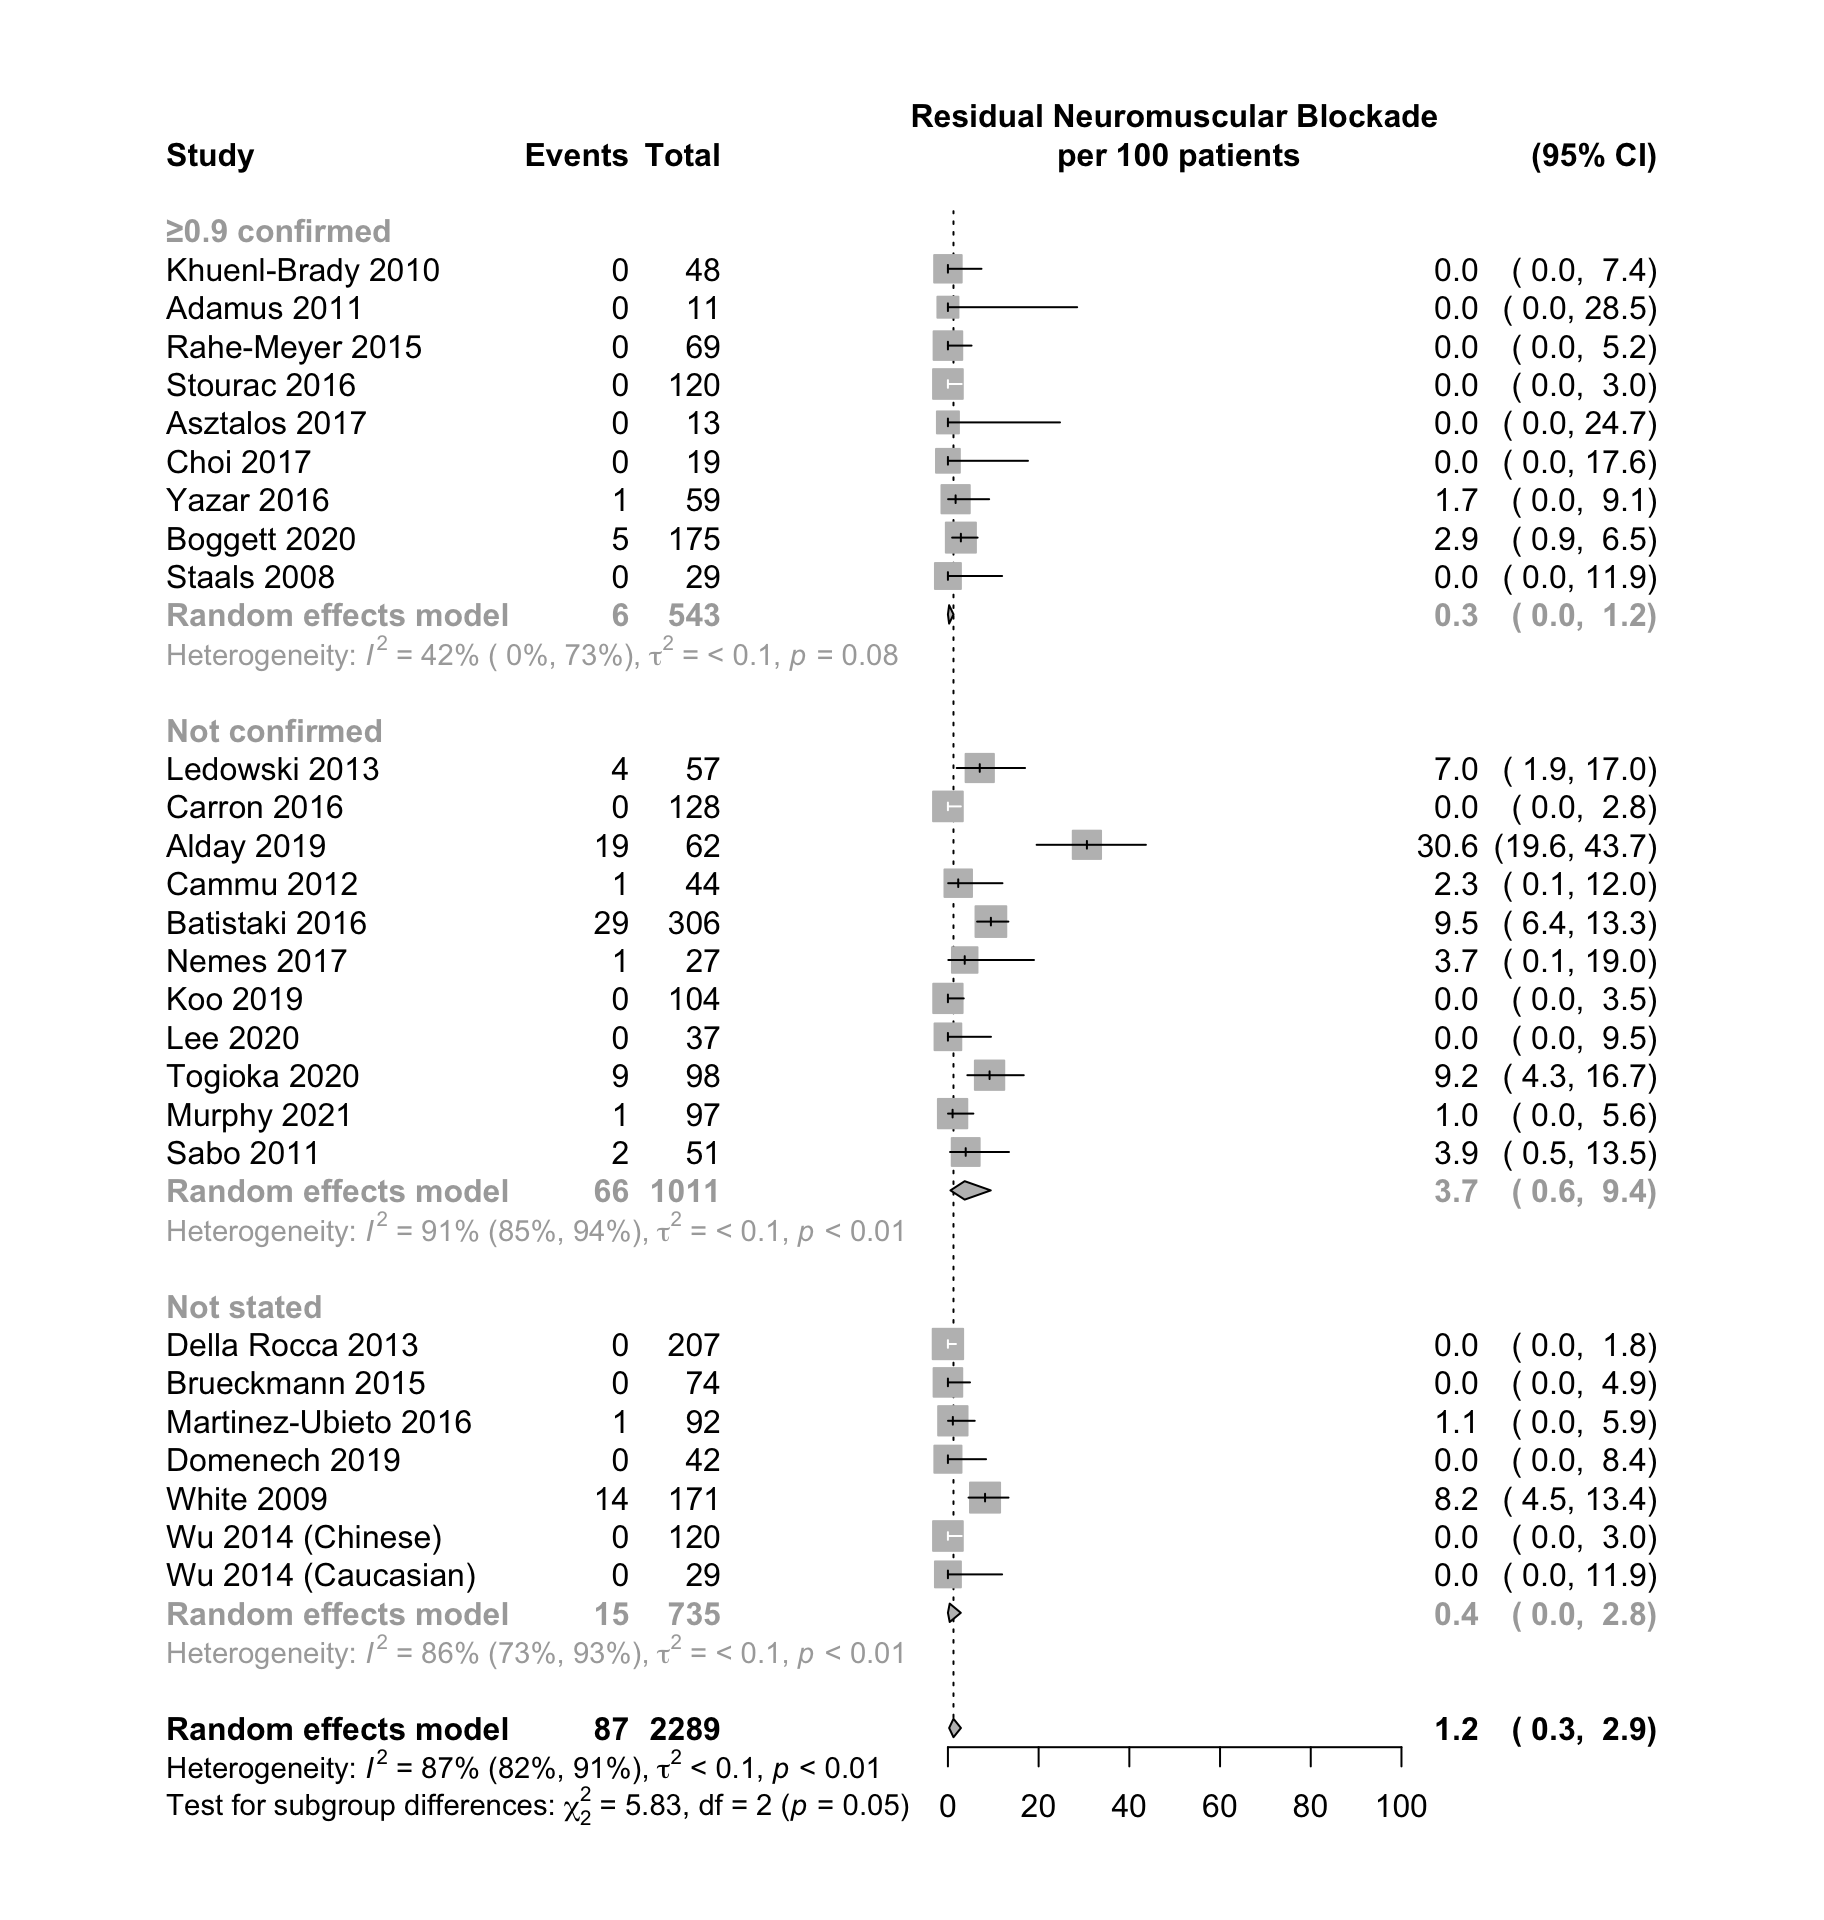 Residual Neuromuscular Blockade
Study Events Total per 100 patients (95% CI)
≥0.9 confirmed
Khuenl-Brady 2010 0 48 0.0 ( 0.0, 7.4)
Adamus 2011 0 11 0.0 ( 0.0, 28.5)
Rahe-Meyer 2015 0 69 0.0 ( 0.0, 5.2)
Stourac 2016 0 120 0.0 ( 0.0, 3.0)
Asztalos 2017 0 13 0.0 ( 0.0, 24.7)
Choi 2017 0 19 0.0 ( 0.0, 17.6)
Yazar 2016 1 59 1.7 ( 0.0, 9.1)
Boggett 2020 5 175 2.9 ( 0.9, 6.5)
Staals 2008 0 29 0.0 ( 0.0, 11.9)
Random effects model 6 543 0.3 ( 0.0, 1.2)
Heterogeneity: I² = 42% ( 0%, 73%), τ² = < 0.1, p = 0.08
Not confirmed
Ledowski 2013 4 57 7.0 ( 1.9, 17.0)
Carron 2016 0 128 0.0 ( 0.0, 2.8)
Alday 2019 19 62 30.6 (19.6, 43.7)
Cammu 2012 1 44 2.3 ( 0.1, 12.0)
Batistaki 2016 29 306 9.5 ( 6.4, 13.3)
Nemes 2017 1 27 3.7 ( 0.1, 19.0)
Koo 2019 0 104 0.0 ( 0.0, 3.5)
Lee 2020 0 37 0.0 ( 0.0, 9.5)
Togioka 2020 9 98 9.2 ( 4.3, 16.7)
Murphy 2021 1 97 1.0 ( 0.0, 5.6)
Sabo 2011 2 51 3.9 ( 0.5, 13.5)
Random effects model 66 1011 3.7 ( 0.6, 9.4)
Heterogeneity: I² = 91% (85%, 94%), τ² = < 0.1, p < 0.01
Not stated
Della Rocca 2013 0 207 0.0 ( 0.0, 1.8)
Brueckmann 2015 0 74 0.0 ( 0.0, 4.9)
Martinez-Ubieto 2016 1 92 1.1 ( 0.0, 5.9)
Domenech 2019 0 42 0.0 ( 0.0, 8.4)
White 2009 14 171 8.2 ( 4.5, 13.4)
Wu 2014 (Chinese) 0 120 0.0 ( 0.0, 3.0)
Wu 2014 (Caucasian) 0 29 0.0 ( 0.0, 11.9)
Random effects model 15 735 0.4 ( 0.0, 2.8)
Heterogeneity: I² = 86% (73%, 93%), τ² = < 0.1, p < 0.01
Random effects model 87 2289 1.2 ( 0.3, 2.9)
Heterogeneity: I² = 87% (82%, 91%), τ² < 0.1, p < 0.01
Test for subgroup differences: χ²₂ = 5.83, df = 2 (p = 0.05) 0 20 40 60 80 100